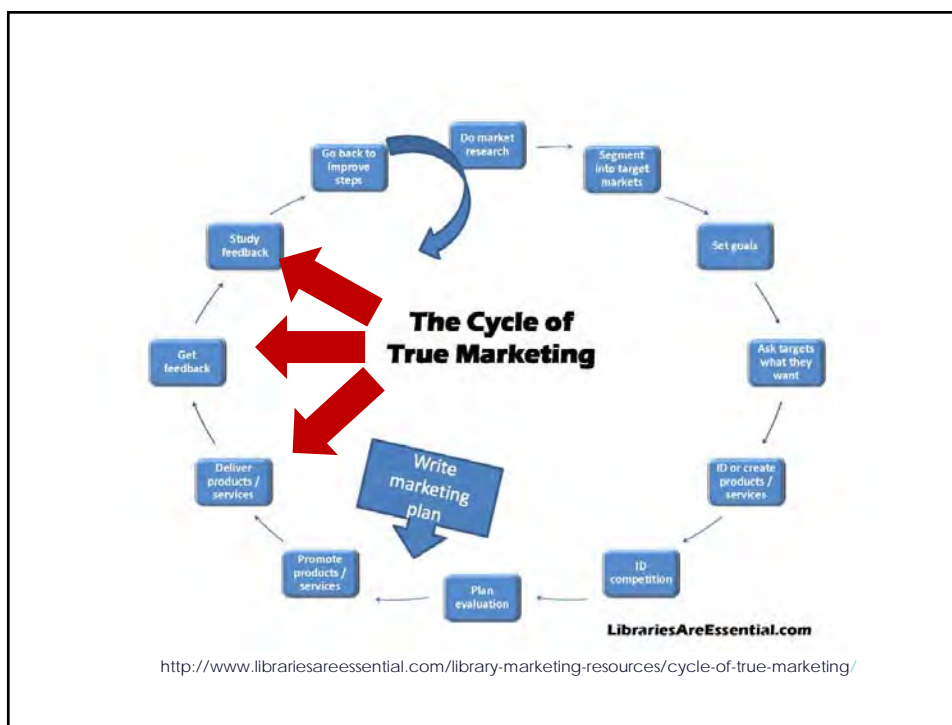 Do market
research
Segment
into target
markets
Set goals
Ask targets
what they
want
ID or create
products /
services
ID
competition
Plan
evaluation
Promote
products /
services
Deliver
products /
services
Get
feedback
Study
feedback
Go back to
improve
steps
The Cycle of
True Marketing
Write
marketing
plan
LibrariesAreEssential.com
http://www.librariesareessential.com/library-marketing-resources/cycle-of-true-marketing/